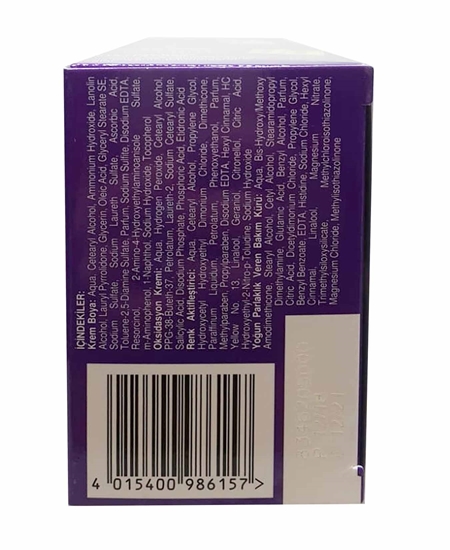 İÇİNDEKİLER:
Krem Boya: Aqua, Cetearyl Alcohol, Ammonium Hydroxide, Lanolin
Alcohol, Lauryl Pyrrolidone, Glycerin, Oleic Acid, Glyceryl Stearate SE,
Sodium Sulfate, Sodium Laureth Sulfate, Ascorbic Acid,
Toluene-2,5-Diamine Sulfate, Parfum, Sodium Sulfite, Disodium EDTA,
Resorcinol, 2-Amino-4-hydroxyethylaminoanisole
m-Aminophenol, 1-Naphthol, Sodium Hydroxide, Tocopherol
Oksidasyon Kremi: Aqua, Hydrogen Peroxide, Cetearyl Alcohol,
PPG-38-Buteth-37, Petrolatum, Laureth-2, Sodium Cetearyl Sulfate,
Salicylic Acid, Disodium Phosphate, Phosphoric Acid, Etidronic Acid
Renk Aktifleştirici: Aqua, Cetearyl Alcohol, Propylene Glycol,
Hydroxycetyl Hydroxyethyl Dimonium Chloride, Dimethicone,
Paraffinum Liquidum, Petrolatum, Phenoxyethanol, Parfum,
Methylparaben, Propylparaben, Disodium EDTA, Hexyl Cinnamal, HC
Yellow No 13, Linalool, Geraniol, Citronellol, Citric Acid
Hydroxyethyl-2-Nitro-p-Toluidine, Sodium Hydroxide
Yoğun Parlaklık Veren Bakım Kürü: Aqua, Bis-Hydroxy/Methoxy
Amodimethicone, Stearyl Alcohol, Cetyl Alcohol, Stearamidopropyl
Dimethylamine, Glutamic Acid, Benzyl Alcohol, Parfum
Citric Acid, Dicetyldimonium Chloride, Propylene Glycol,
Benzyl Benzoate, EDTA, Histidine, Sodium Chloride, Hexyl
Cinnamal, Linalool, Magnesium Nitrate,
Trimethylsiloxysilicate, Methylchloroisothiazolinone,
Magnesium Chloride, Methylisothiazolinone
4 015400 986157 >